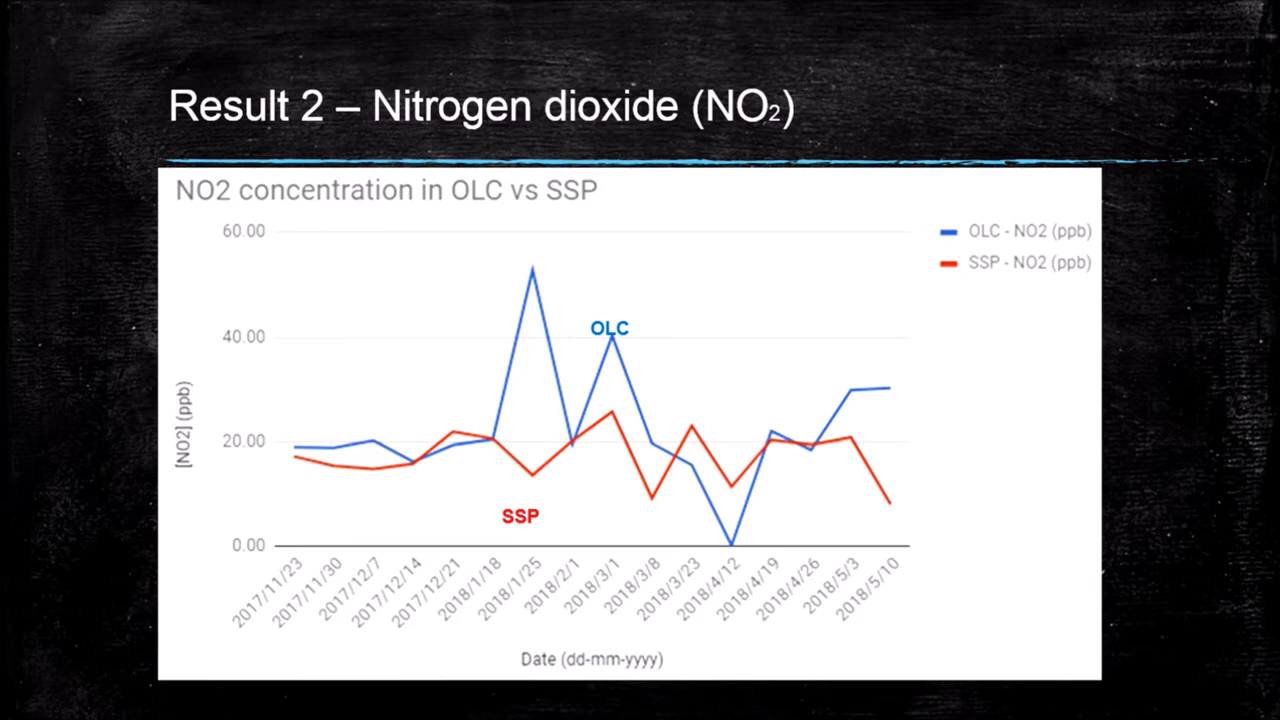 Result 2 – Nitrogen dioxide (NO₂)
NO2 concentration in OLC vs SSP
60.00
40.00
20.00
0.00
[NO2] (ppb)
OLC - NO2 (ppb)
SSP - NO2 (ppb)
OLC
SSP
2017/11/23
2017/11/30
2017/12/7
2017/12/14
2017/12/21
2018/1/18
2018/1/25
2018/2/1
2018/3/1
2018/3/8
2018/3/23
2018/4/12
2018/4/19
2018/4/26
2018/5/3
2018/5/10
Date (dd-mm-yyyy)